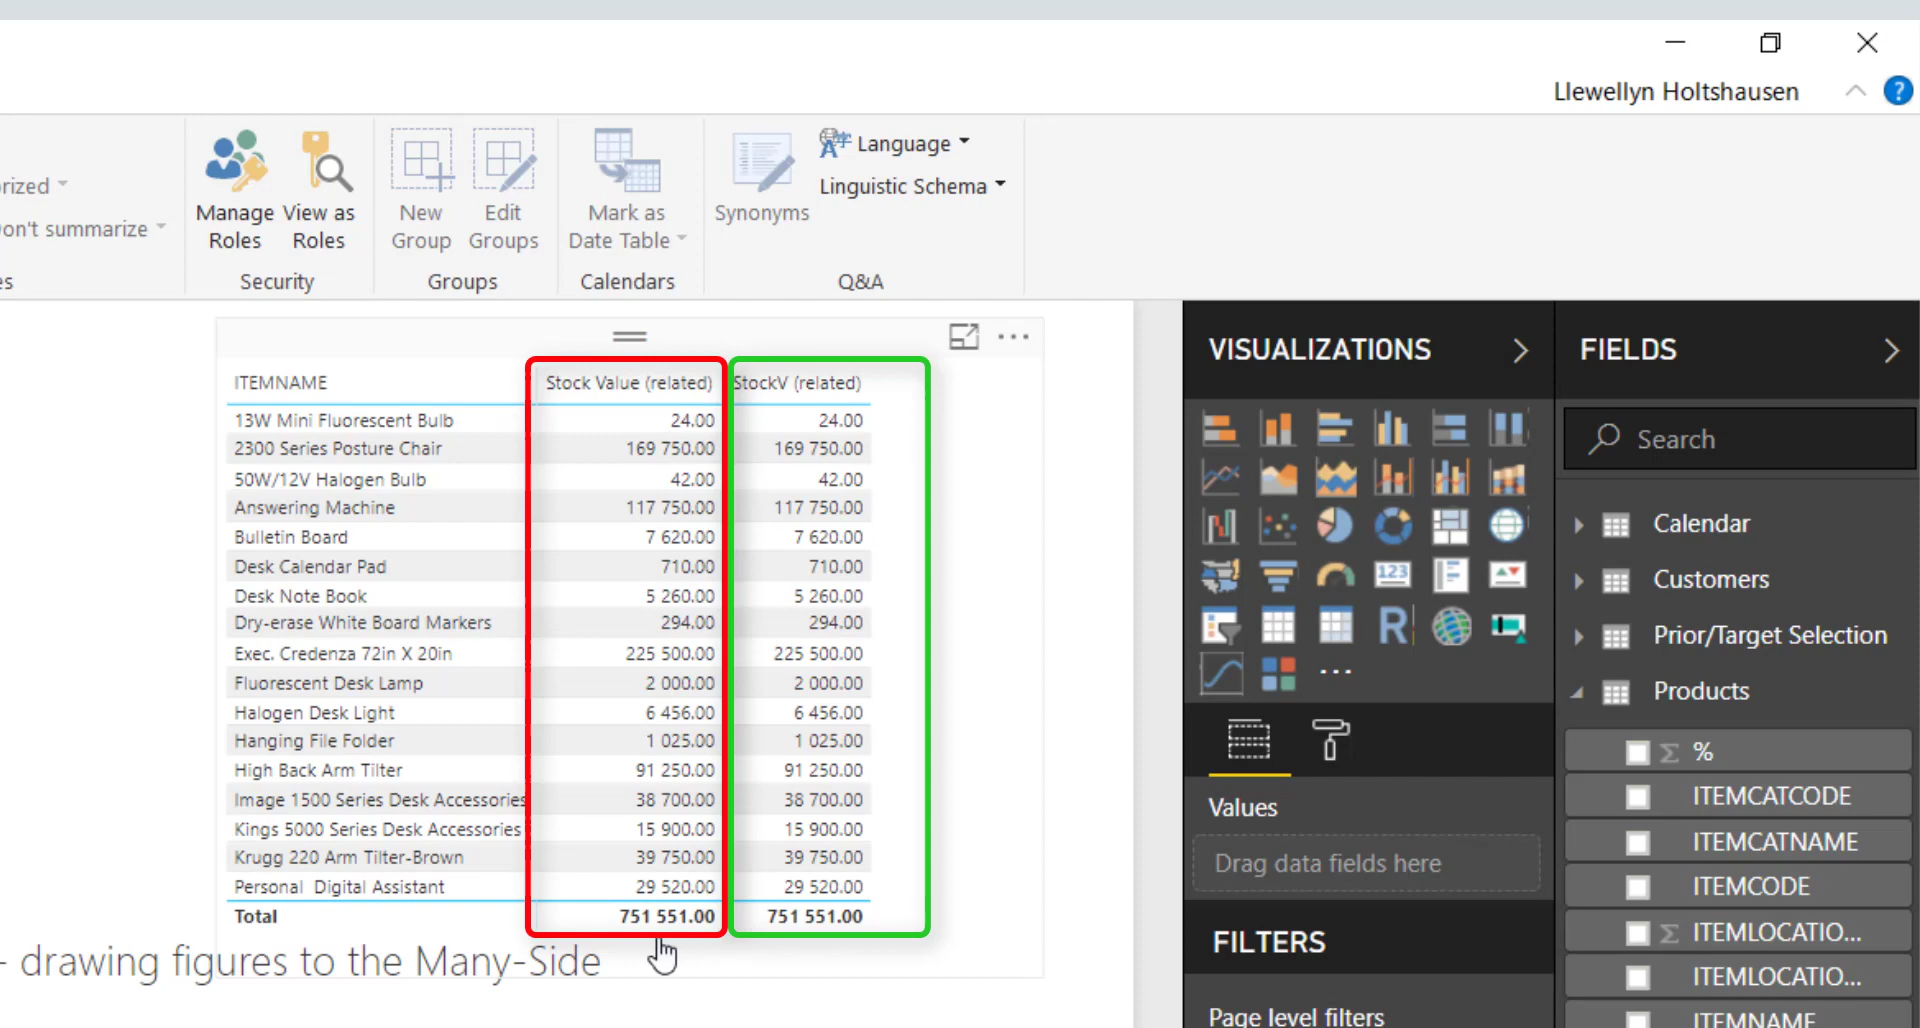 Llewellyn Holtshausen
?
Language
rized
Linguistic Schema
on't summarize
Manage Roles
View as Roles
New Group
Edit Groups
Mark as Date Table
Synonyms
es
Security
Groups
Calendars
Q&A
ITEMNAME Stock Value (related) StockV (related)
13W Mini Fluorescent Bulb 24.00 24.00
2300 Series Posture Chair 169 750.00 169 750.00
50W/12V Halogen Bulb 42.00 42.00
Answering Machine 117 750.00 117 750.00
Bulletin Board 7 620.00 7 620.00
Desk Calendar Pad 710.00 710.00
Desk Note Book 5 260.00 5 260.00
Dry-erase White Board Markers 294.00 294.00
Exec. Credenza 72in X 20in 225 500.00 225 500.00
Fluorescent Desk Lamp 2 000.00 2 000.00
Halogen Desk Light 6 456.00 6 456.00
Hanging File Folder 1 025.00 1 025.00
High Back Arm Tilter 91 250.00 91 250.00
Image 1500 Series Desk Accessories 38 700.00 38 700.00
Kings 5000 Series Desk Accessories 15 900.00 15 900.00
Krugg 220 Arm Tilter-Brown 39 750.00 39 750.00
Personal Digital Assistant 29 520.00 29 520.00
Total 751 551.00 751 551.00
- drawing figures to the Many-Side
VISUALIZATIONS
123
R
Values
Drag data fields here
FILTERS
Page level filters
FIELDS
Search
Calendar
Customers
Prior/Target Selection
Products
Σ %
ITEMCATCODE
ITEMCATNAME
ITEMCODE
Σ ITEMLOCATIO...
ITEMLOCATIO...
ITEMNAME